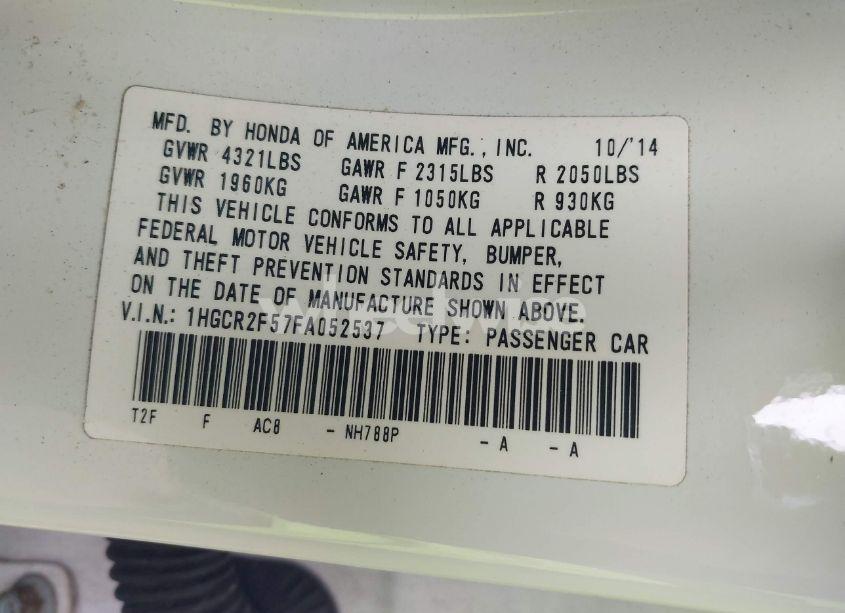 MFD. BY HONDA OF AMERICA MFG., INC. 10/'14
GVWR 4321LBS GAWR F 2315LBS R 2050LBS
GVWR 1960KG GAWR F 1050KG R 930KG
THIS VEHICLE CONFORMS TO ALL APPLICABLE
FEDERAL MOTOR VEHICLE SAFETY, BUMPER,
AND THEFT PREVENTION STANDARDS IN EFFECT
ON THE DATE OF MANUFACTURE SHOWN ABOVE.
wheelwise
V.I.N.: 1HGCR2F57FA052537 TYPE: PASSENGER CAR
T2F F AC8 - NH788P - A - A